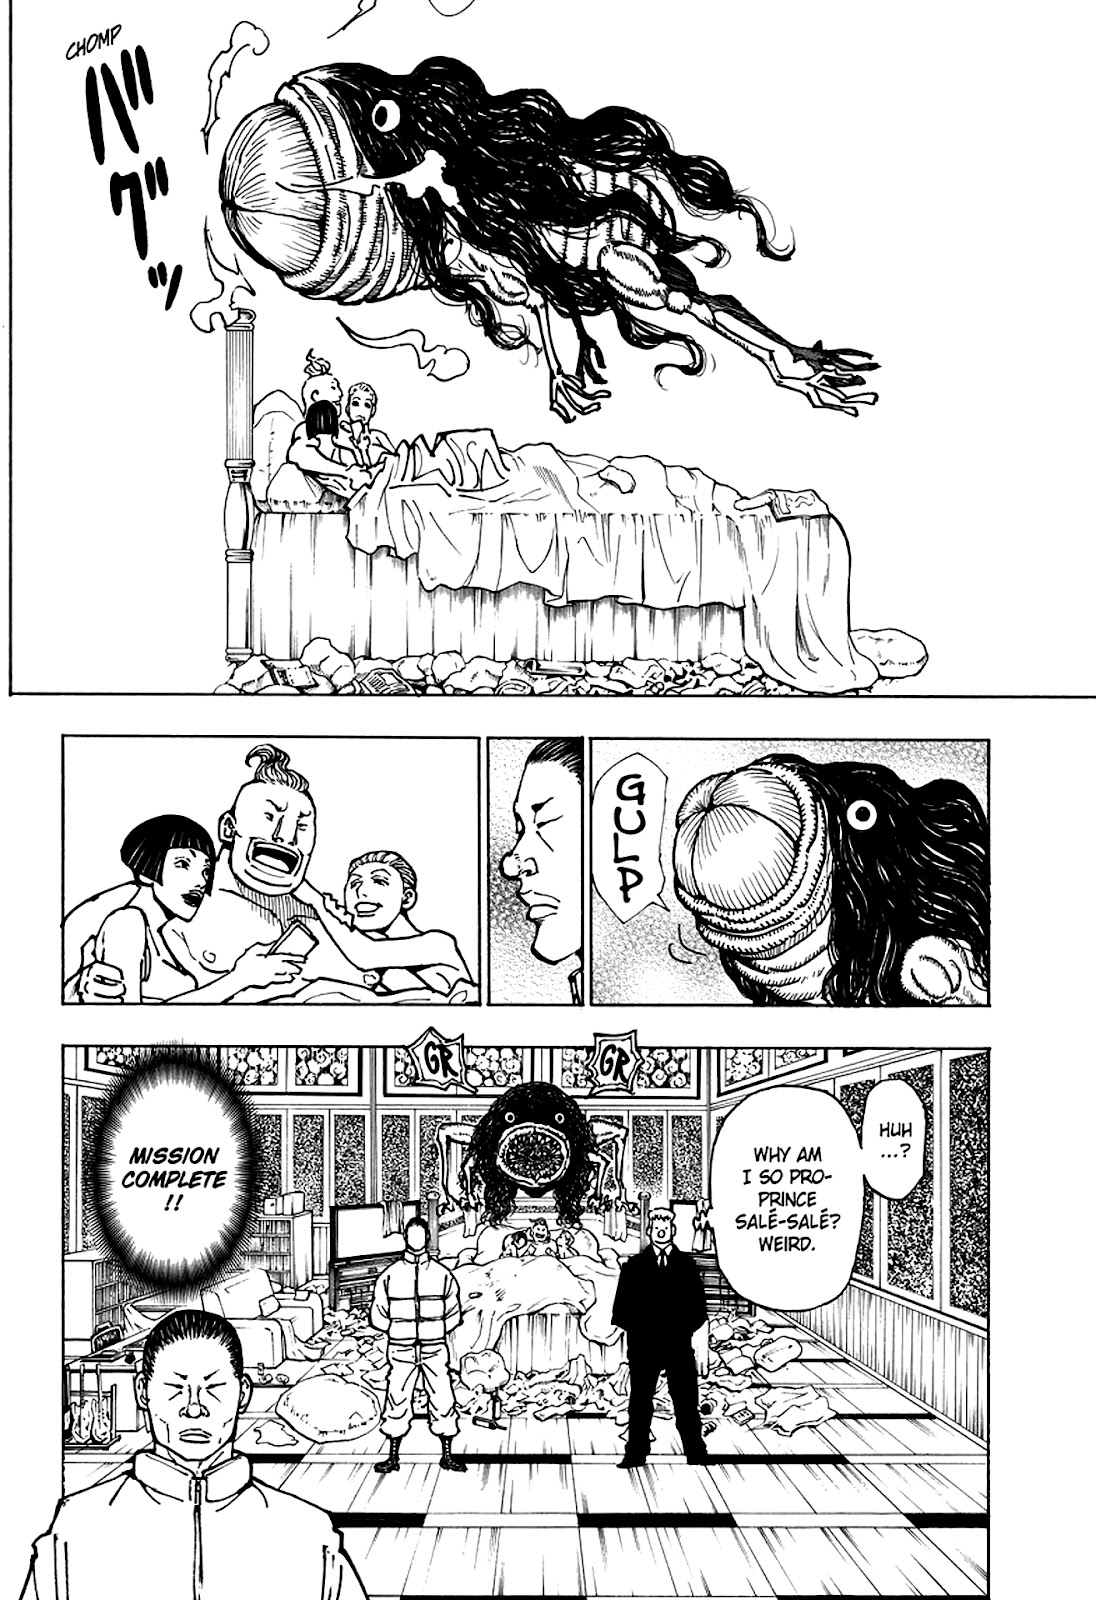 CHOMP
バグッ
GULP
HUH
...?
WHY AM
I SO PRO-
PRINCE
SALÉ-SALÉ?
WEIRD.
GR
GR
MISSION
COMPLETE
!!